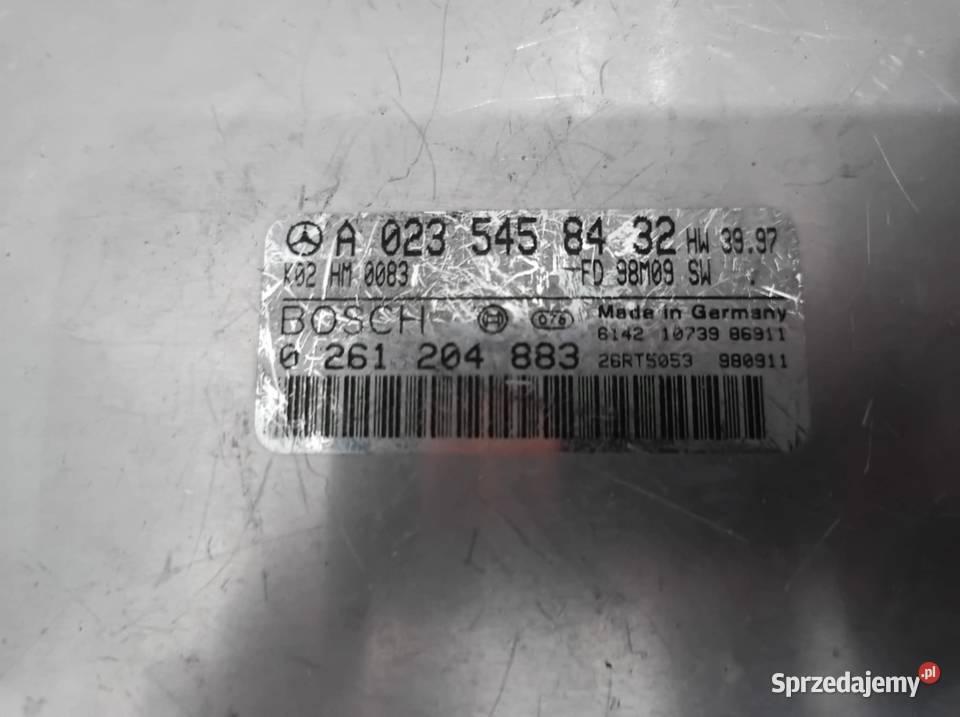 A 023 545 84 32 HW 39.97
K02 HM 0083 FD 98M09 SW .
BOSCH Made in Germany
6142 10739 86911
0 261 204 883 26RT5053 980911
Sprzedajemy.pl